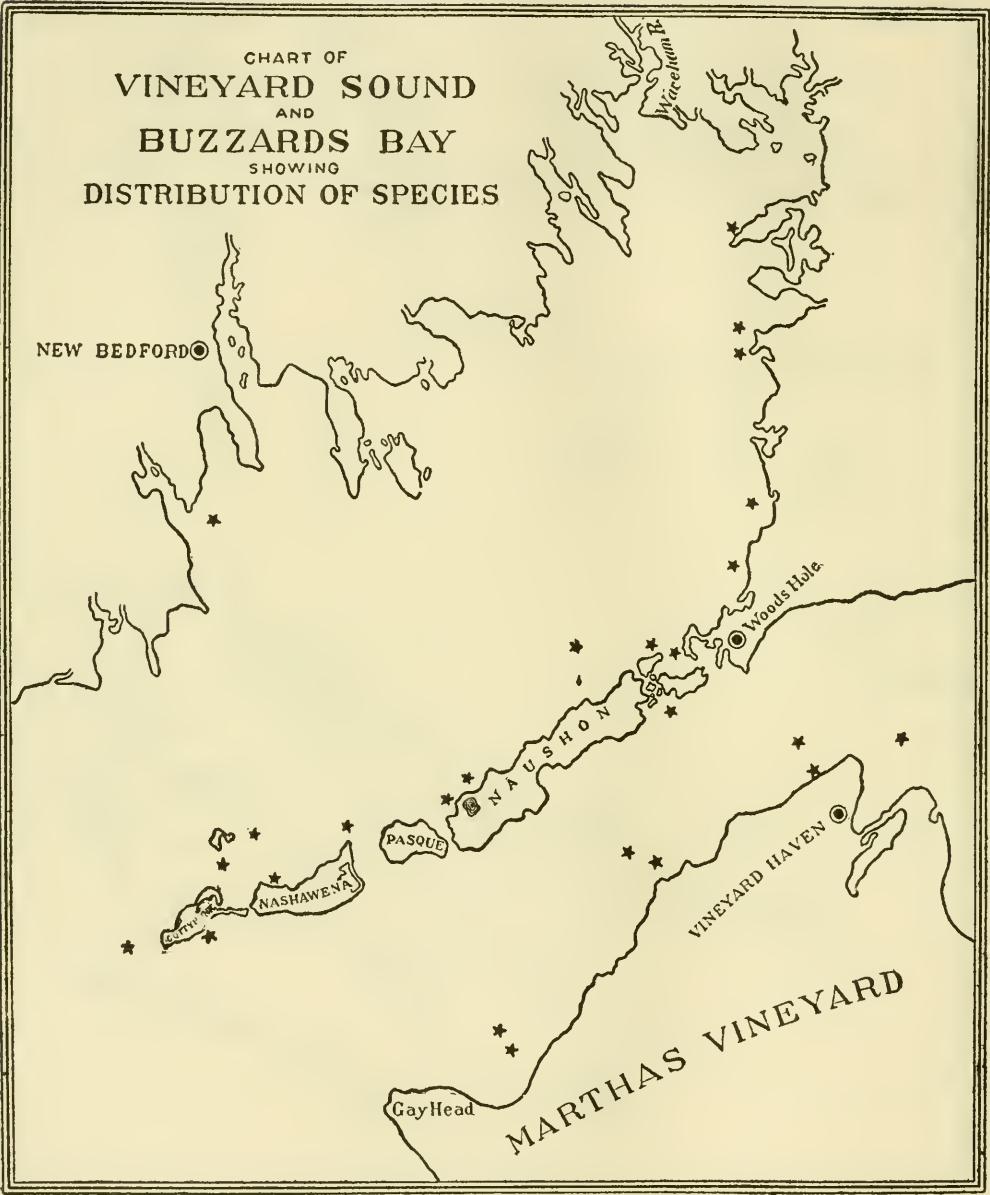 CHART OF
VINEYARD SOUND
AND
BUZZARDS BAY
SHOWING
DISTRIBUTION OF SPECIES
Wareham R.
NEW BEDFORD
Woods Hole.
NAUSHON
PASQUE
NASHAWENA
VINEYARD HAVEN
MARTHAS VINEYARD
Gay Head